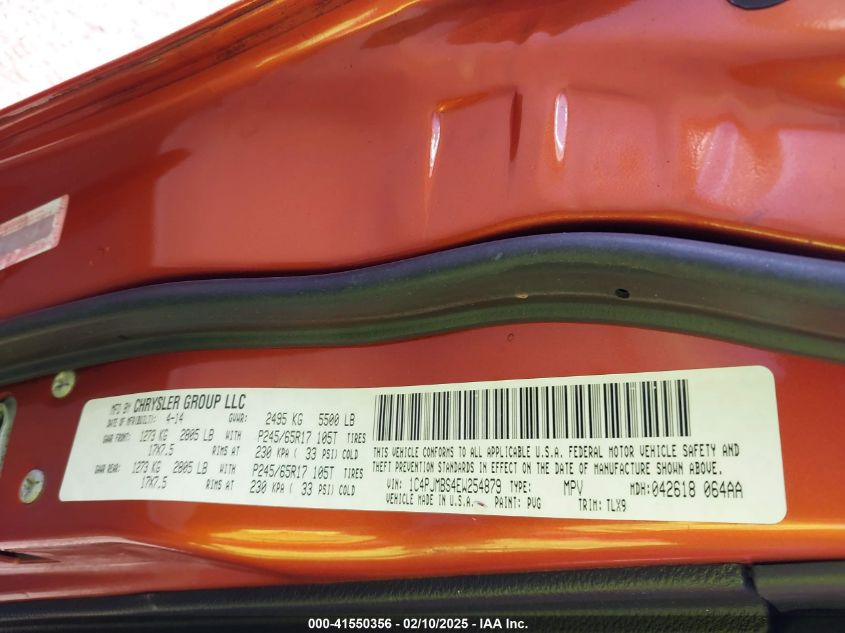 MFD BY CHRYSLER GROUP LLC
DATE OF MFR/BUILT: 4-14 GVWR: 2495 KG 5500 LB
GAWR FRONT: 1273 KG 2805 LB WITH P245/65R17 105T TIRES
17X7.5 RIMS AT 230 KPA ( 33 PSI) COLD
GAWR REAR: 1273 KG 2805 LB WITH P245/65R17 105T TIRES
17X7.5 RIMS AT 230 KPA ( 33 PSI) COLD
THIS VEHICLE CONFORMS TO ALL APPLICABLE U.S.A. FEDERAL MOTOR VEHICLE SAFETY AND
THEFT PREVENTION STANDARDS IN EFFECT ON THE DATE OF MANUFACTURE SHOWN ABOVE.
VIN: 1C4PJMBS4EW254879 TYPE: MPV MDH: 042618 064AA
VEHICLE MADE IN U.S.A. PAINT: PVG TRIM: TLX9
000-41550356 - 02/10/2025 - IAA Inc.